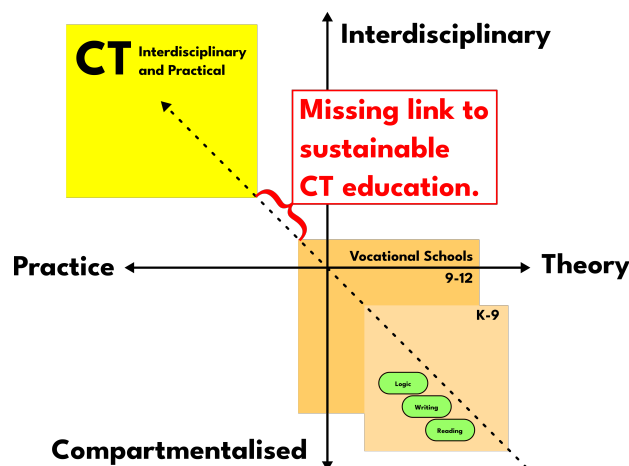 Interdisciplinary
CT Interdisciplinary
and Practical
Missing link to
sustainable
CT education.
Practice
Theory
Vocational Schools
9-12
K-9
Logic
Writing
Reading
Compartmentalised